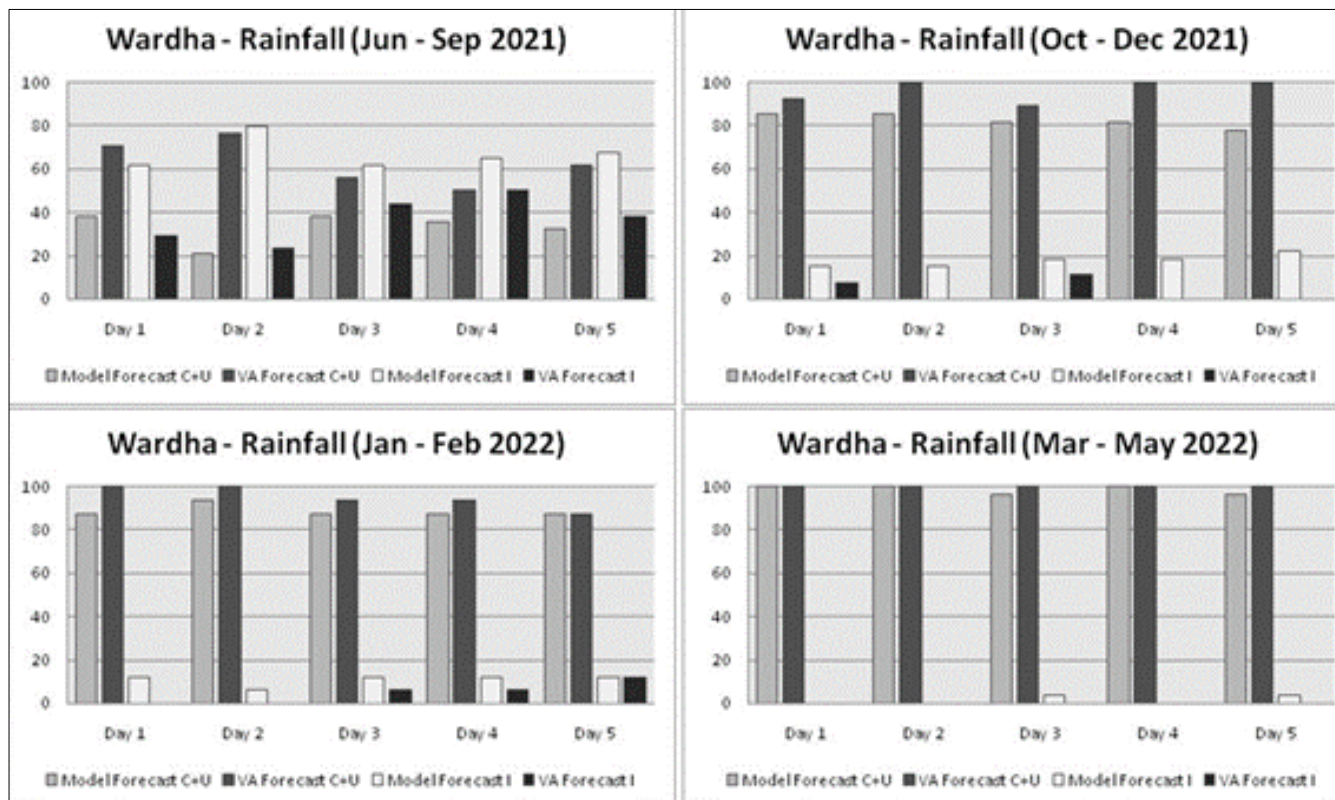 Wardha - Rainfall (Jun - Sep 2021)
100
80
60
40
20
0
Day 1 Day 2 Day 3 Day 4 Day 5
Model Forecast C+U VA Forecast C+U Model Forecast I VA Forecast I
Wardha - Rainfall (Oct - Dec 2021)
100
80
60
40
20
0
Day 1 Day 2 Day 3 Day 4 Day 5
Model Forecast C+U VA Forecast C+U Model Forecast I VA Forecast I
Wardha - Rainfall (Jan - Feb 2022)
100
80
60
40
20
0
Day 1 Day 2 Day 3 Day 4 Day 5
Model Forecast C+U VA Forecast C+U Model Forecast I VA Forecast I
Wardha - Rainfall (Mar - May 2022)
100
80
60
40
20
0
Day 1 Day 2 Day 3 Day 4 Day 5
Model Forecast C+U VA Forecast C+U Model Forecast I VA Forecast I